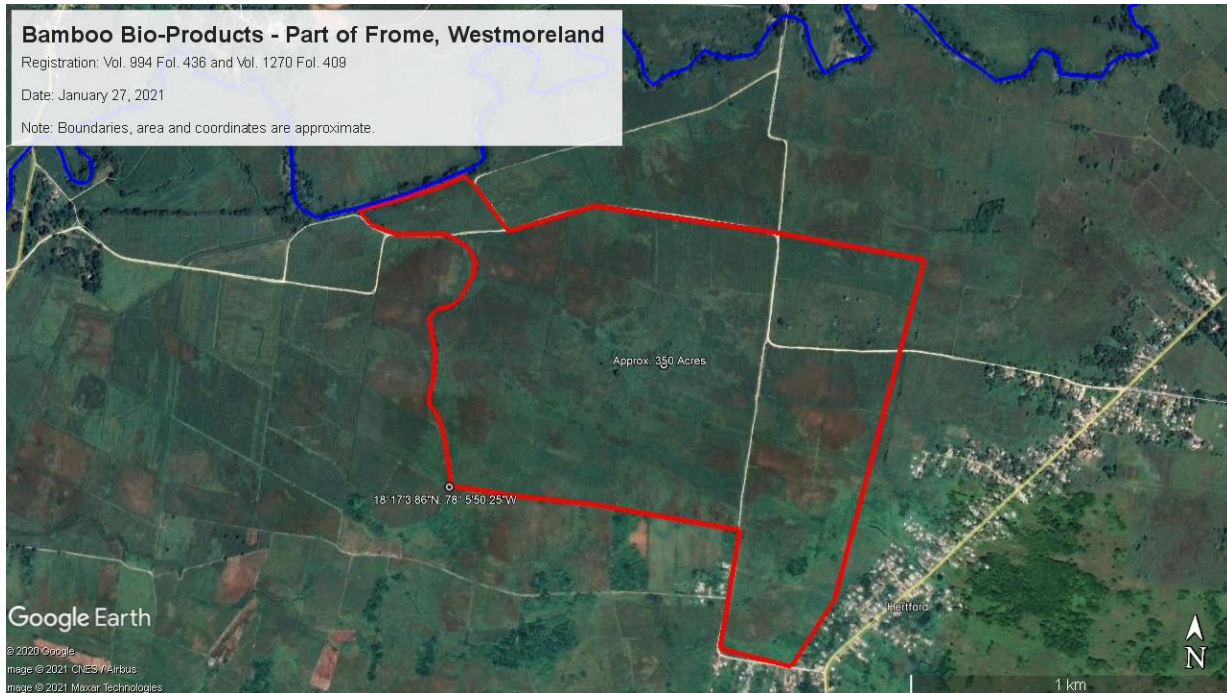 Bamboo Bio-Products - Part of Frome, Westmoreland
Registration: Vol. 994 Fol. 436 and Vol. 1270 Fol. 409
Date: January 27, 2021
Note: Boundaries, area and coordinates are approximate.
Approx. 350 Acres
18°17'3.86"N, 78° 5'50.25"W
Hertford
Google Earth
© 2020 Google
Image © 2021 CNES / Airbus
Image © 2021 Maxar Technologies
N
1 km